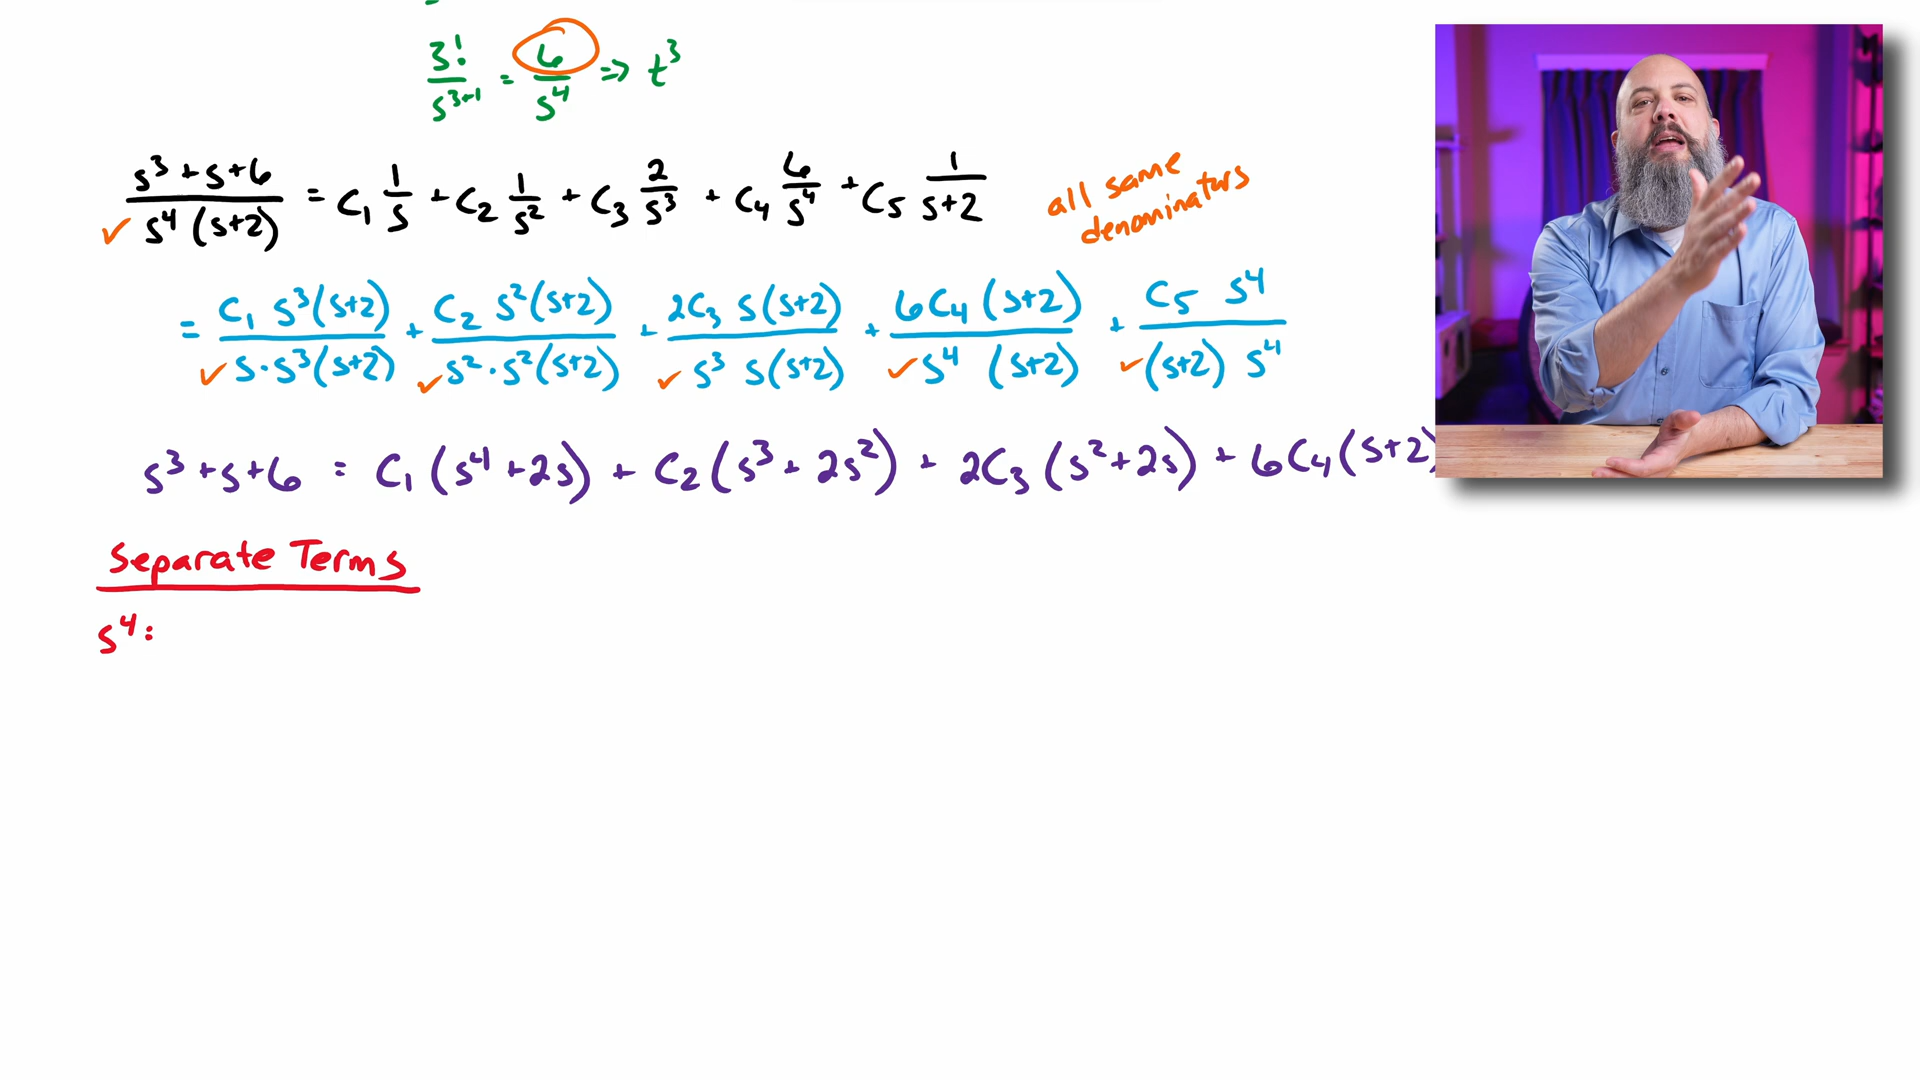 3!/s^(3+1) = 6/s^4 => t^3
(s^3 + s + 6)/(s^4 (s+2)) = C₁ 1/s + C₂ 1/s^2 + C₃ 2/s^3 + C₄ 6/s^4 + C₅ 1/(s+2)
all same
denominators
= (C₁ s^3(s+2))/(s·s^3(s+2)) + (C₂ s^2(s+2))/(s^2·s^2(s+2)) + (2C₃ s(s+2))/(s^3 s(s+2)) + (6C₄ (s+2))/(s^4 (s+2)) + (C₅ s^4)/((s+2) s^4)
s^3 + s + 6 = C₁(s^4 + 2s) + C₂(s^3 + 2s^2) + 2C₃(s^2 + 2s) + 6C₄(s+2)
Separate Terms
s^4: